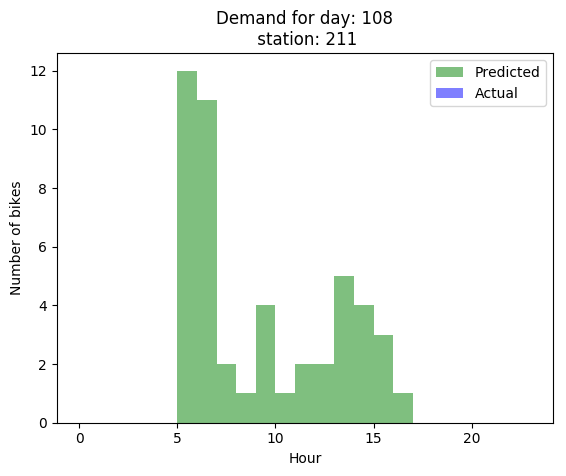 Demand for day: 108
station: 211
Predicted
Actual
12
10
8
6
4
2
0
Number of bikes
0
5
10
15
20
Hour